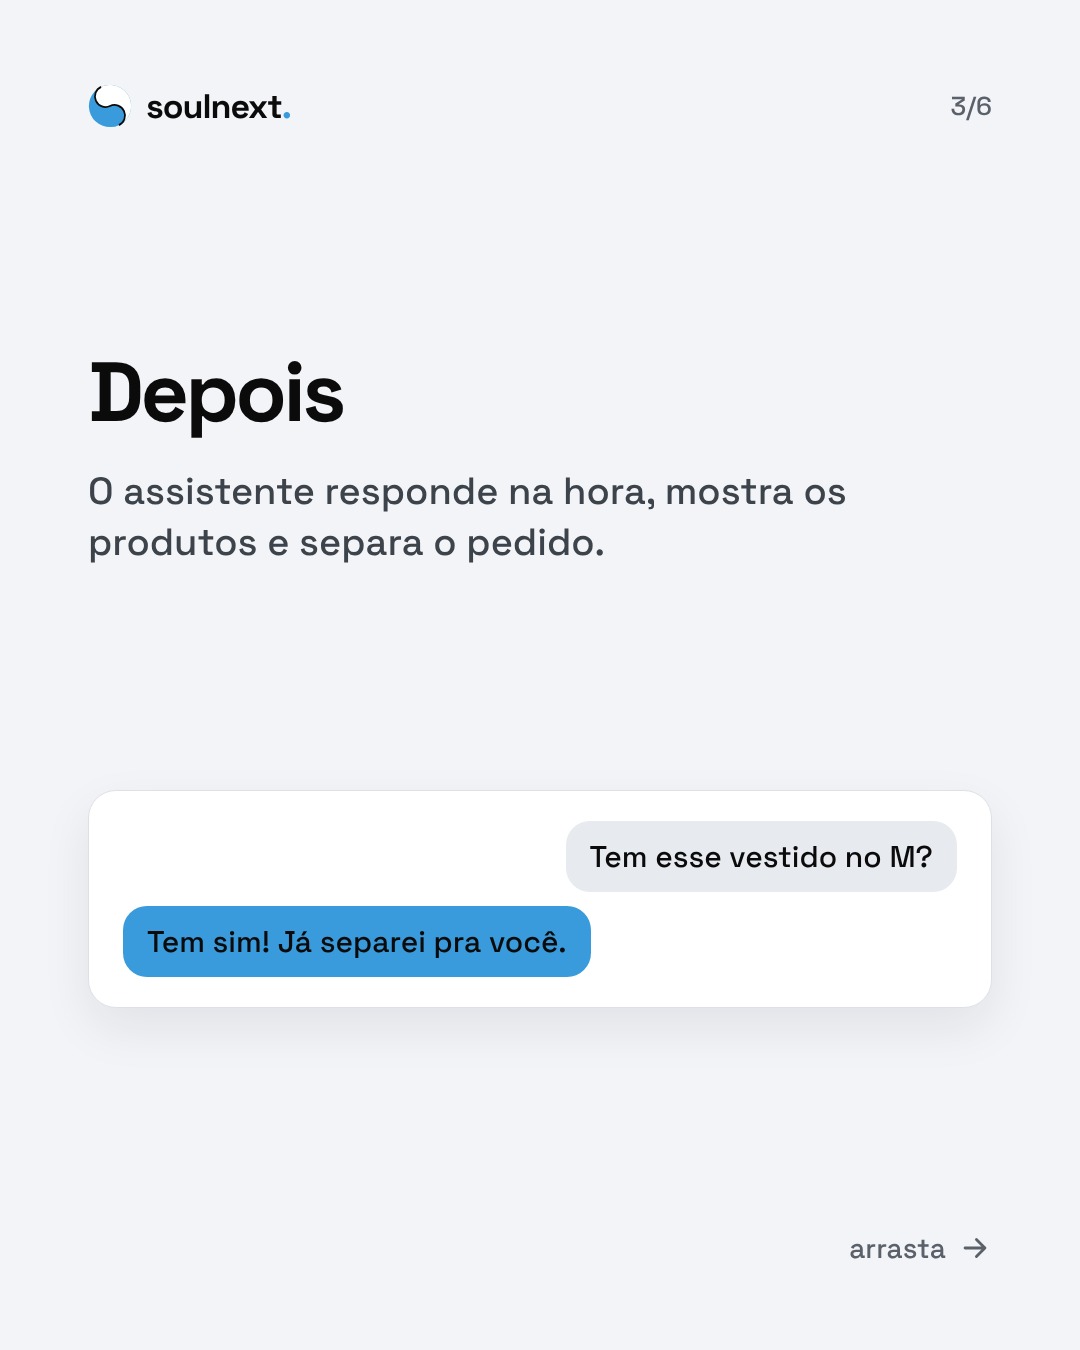 soulnext.
3/6
Depois
O assistente responde na hora, mostra os
produtos e separa o pedido.
Tem esse vestido no M?
Tem sim! Já separei pra você.
arrasta →